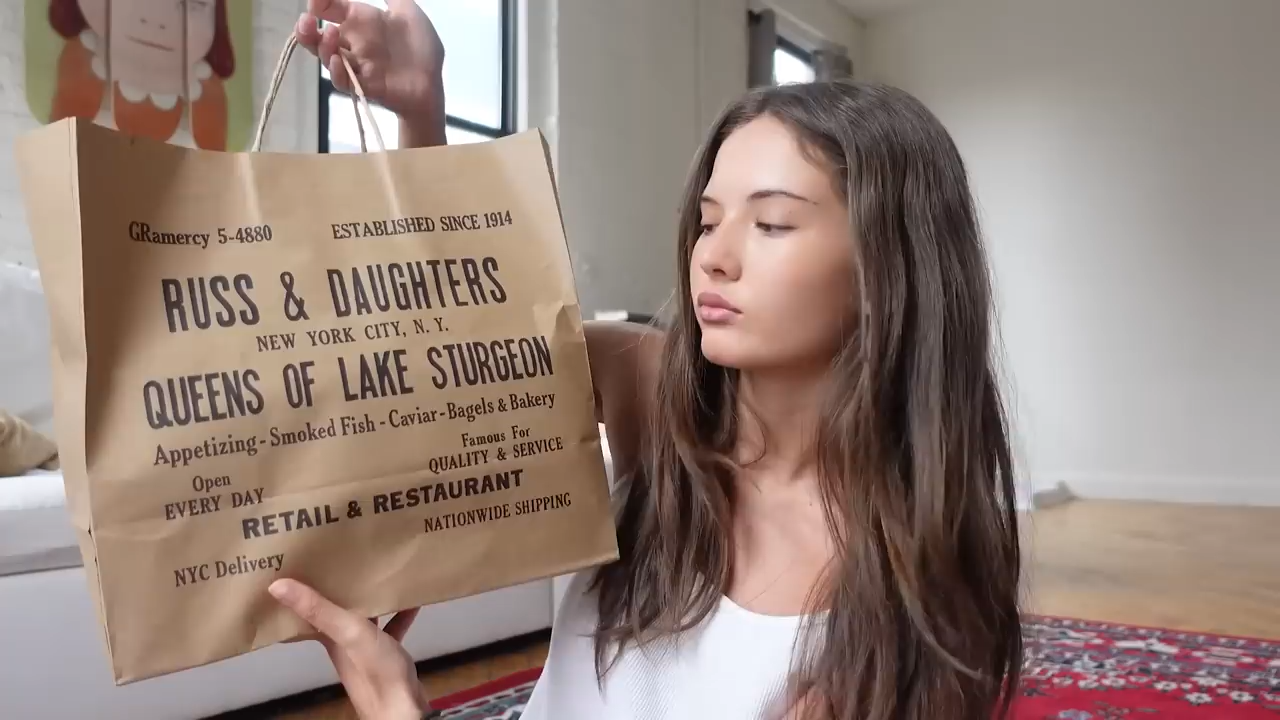 GRamercy 5-4880 ESTABLISHED SINCE 1914
RUSS & DAUGHTERS
NEW YORK CITY, N. Y.
QUEENS OF LAKE STURGEON
Appetizing - Smoked Fish - Caviar - Bagels & Bakery
Famous For
QUALITY & SERVICE
Open
EVERY DAY
RETAIL & RESTAURANT
NATIONWIDE SHIPPING
NYC Delivery